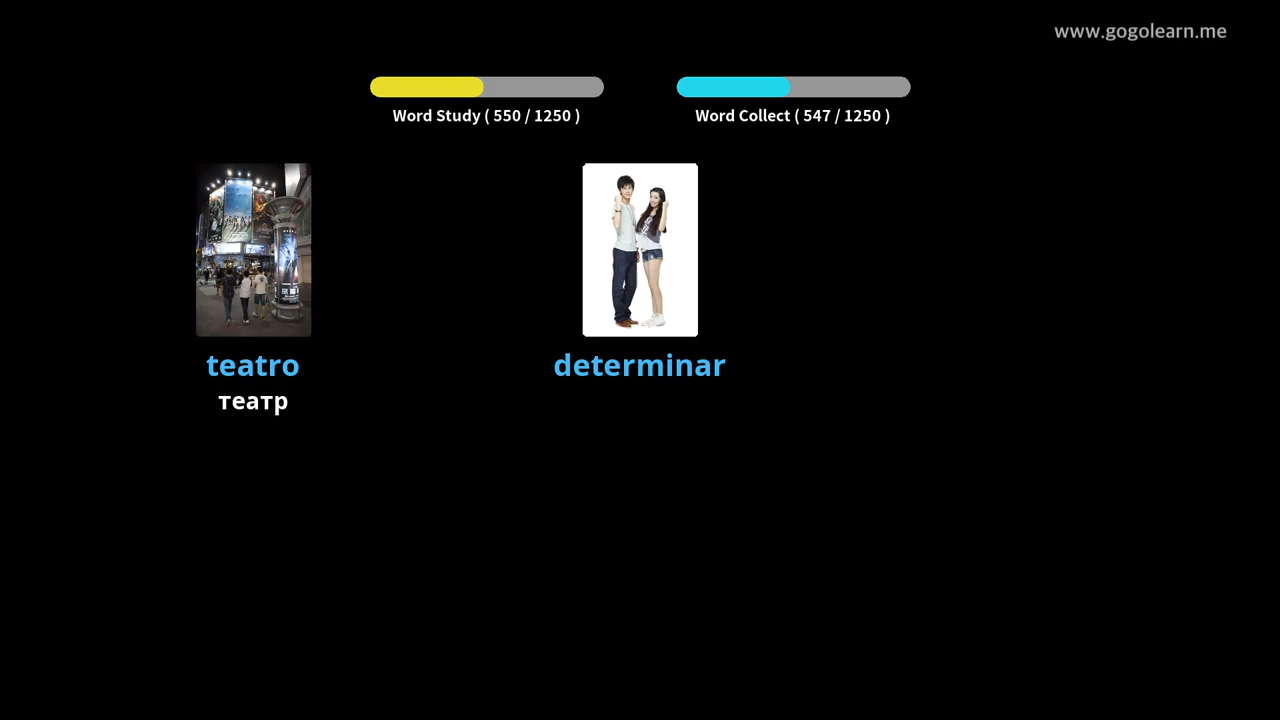 www.gogolearn.me
Word Study ( 550 / 1250 )
Word Collect ( 547 / 1250 )
teatro
театр
determinar